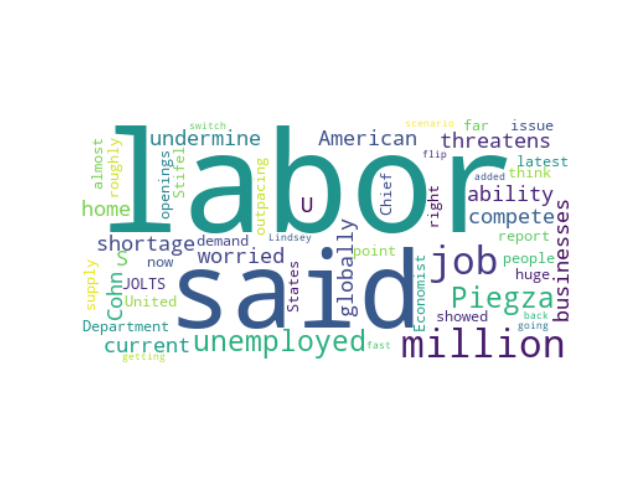 switch
scenario
far
issue
almost
roughly
undermine
American
threatens
flip
latest
labor
openings
Stifel
outpacing
U
Chief
right
added
think
ability
home
compete
businesses
shortage
demand
Lindsey
worried
globally
point
report
S
said
job
people
huge
now
supply
Cohn
JOLTS
United
States
Economist
Piegza
showed
back
going
Department
current
unemployed
fast
million
getting